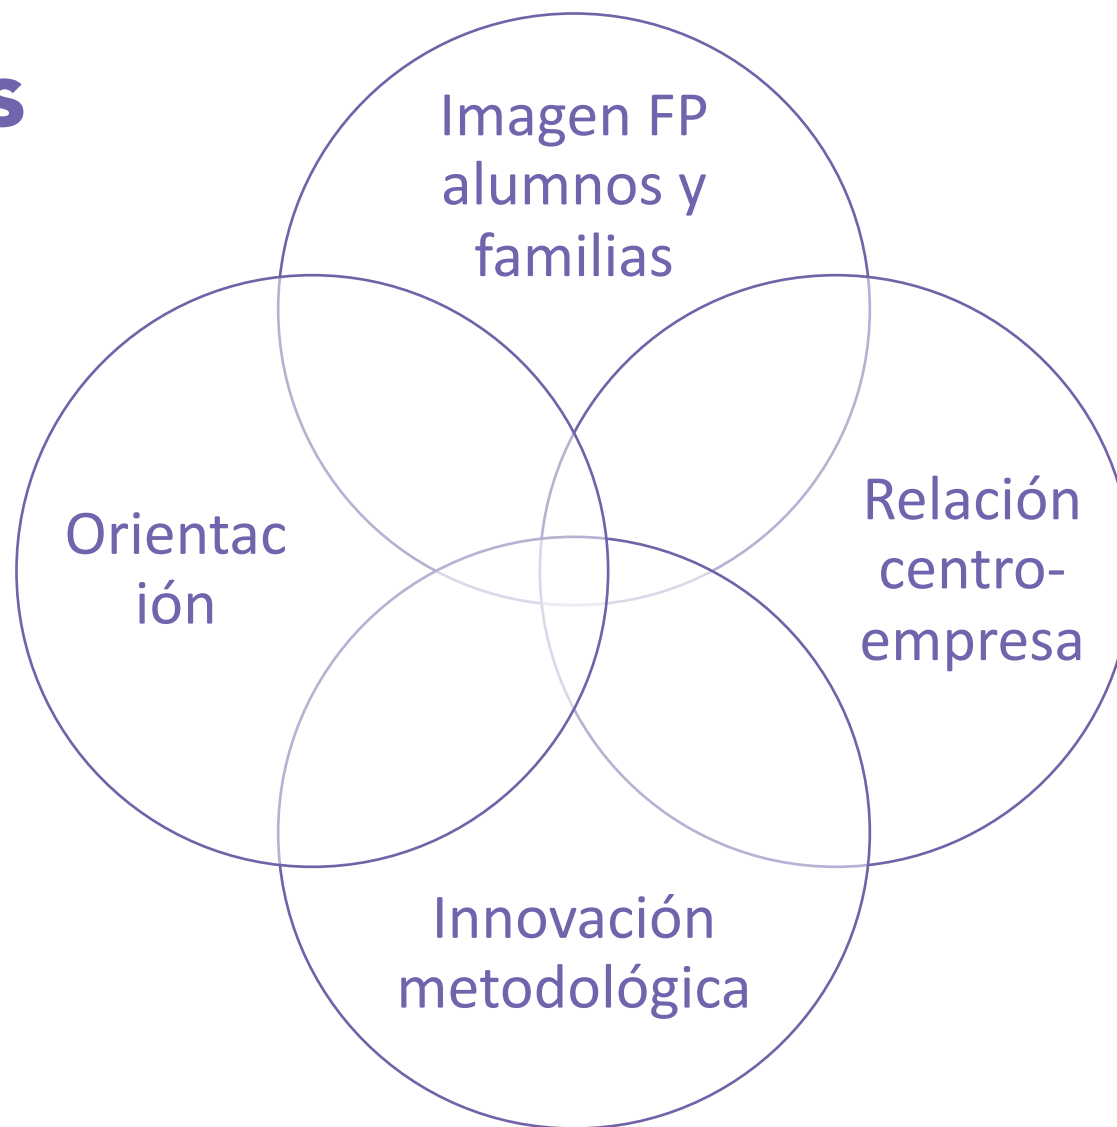 s
Imagen FP
alumnos y
familias
Orientac
ión
Relación
centro-
empresa
Innovación
metodológica